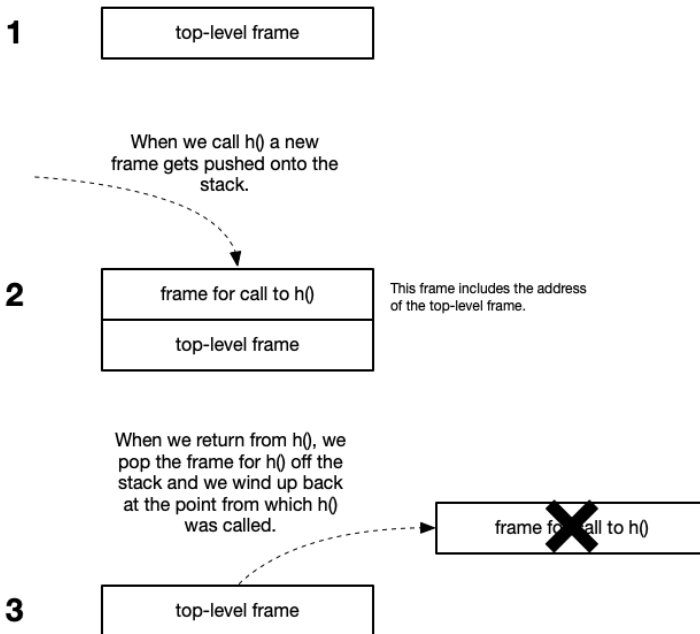 1
top-level frame
When we call h() a new
frame gets pushed onto the
stack.
2
frame for call to h()
This frame includes the address
of the top-level frame.
top-level frame
When we return from h(), we
pop the frame for h() off the
stack and we wind up back
at the point from which h()
was called.
frame for call to h()
3
top-level frame